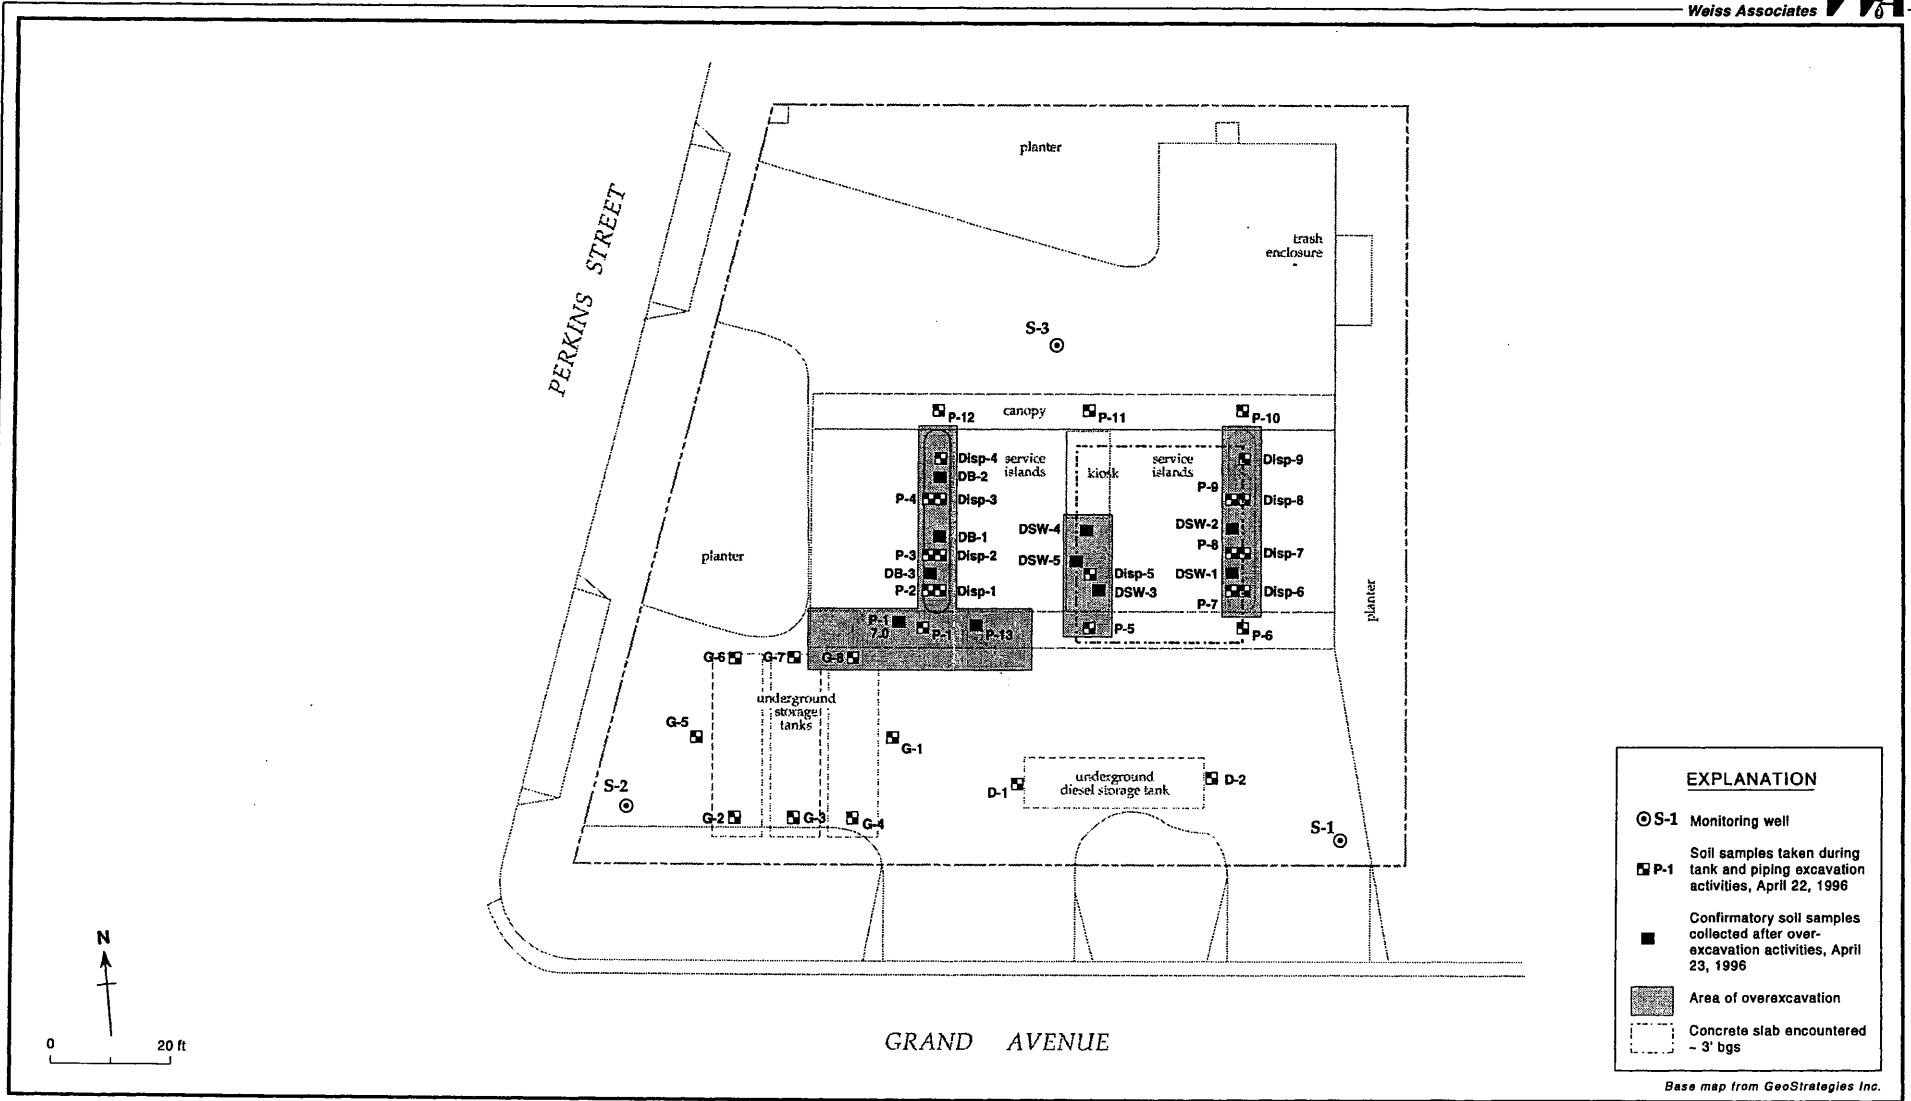 Weiss Associates
planter
PERKINS STREET
trash
enclosure
S-3
P-12
canopy
P-11
P-10
Disp-4
service
islands
kiosk
service
islands
Disp-9
DB-2
P-9
P-4
Disp-3
Disp-8
DSW-4
DSW-2
DB-1
planter
P-8
P-3
Disp-2
DSW-5
Disp-7
DB-3
Disp-5
DSW-1
P-2
Disp-1
DSW-3
Disp-6
planter
P-7
P-1
7.0
P-1
P-13
P-5
P-6
G-6
G-7
G-8
underground
storage
tanks
G-5
G-1
underground
diesel storage tank
D-1
D-2
S-2
G-2
G-3
G-4
S-1
EXPLANATION
S-1 Monitoring well
P-1 Soil samples taken during
tank and piping excavation
activities, April 22, 1996
Confirmatory soil samples
collected after over-
excavation activities, April
23, 1996
Area of overexcavation
Concrete slab encountered
~ 3' bgs
N
0 20 ft
GRAND AVENUE
Base map from GeoStrategies Inc.